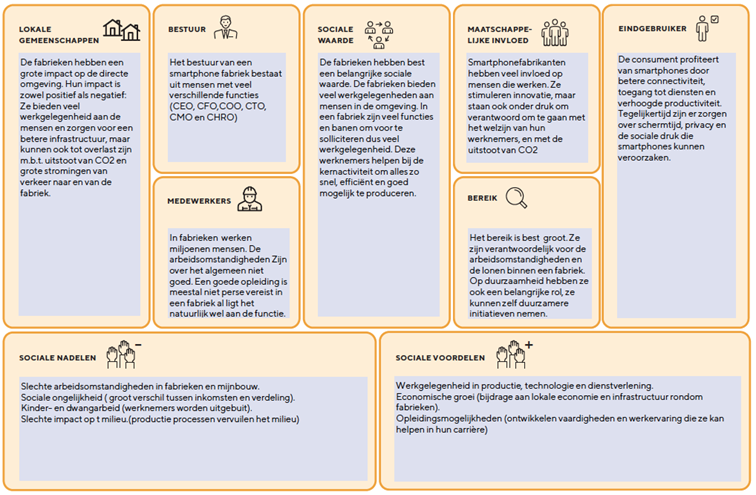 LOKALE
GEMEENSCHAPPEN
De fabrieken hebben een
grote impact op de directe
omgeving. Hun impact is
zowel positief als negatief:
Ze bieden veel
werkgelegenheid aan de
mensen en zorgen voor een
betere infrastructuur, maar
kunnen ook tot overlast zijn
m.b.t. uitstoot van CO2 en
grote stromingen van
verkeer naar en van de
fabriek.
BESTUUR
Het bestuur van een
smartphone fabriek bestaat
uit mensen met veel
verschillende functies
(CEO, CFO,COO, CTO,
CMO en CHRO)
MEDEWERKERS
In fabrieken werken
miljoenen mensen. De
arbeidsomstandigheden Zijn
over het algemeen niet
goed. Een goede opleiding is
meestal niet perse vereist in
een fabriek al ligt het
natuurlijk wel aan de functie.
SOCIALE
WAARDE
De fabrieken hebben best
een belangrijke sociale
waarde. De fabrieken bieden
veel werkgelegenheden aan
mensen in de omgeving. In
een fabriek zijn veel functies
en banen om voor te
solliciteren dus veel
werkgelegenheid. Deze
werknemers helpen bij de
kernactiviteit om alles zo
snel, efficiënt en goed
mogelijk te produceren.
MAATSCHAPPE-
LIJKE INVLOED
Smartphonefabrikanten
hebben veel invloed op
mensen die werken. Ze
stimuleren innovatie, maar
staan ook onder druk om
verantwoord om te gaan met
het welzijn van hun
werknemers, en met de
uitstoot van CO2
BEREIK
Het bereik is best groot. Ze
zijn verantwoordelijk voor de
arbeidsomstandigheden en
de lonen binnen een fabriek.
Op duurzaamheid hebben ze
ook een belangrijke rol, ze
kunnen zelf duurzamere
initiatieven nemen.
EINDGEBRUIKER
De consument profiteert
van smartphones door
betere connectiviteit,
toegang tot diensten en
verhoogde productiviteit.
Tegelijkertijd zijn er zorgen
over schermtijd, privacy en
de sociale druk die
smartphones kunnen
veroorzaken.
SOCIALE NADELEN
Slechte arbeidsomstandigheden in fabrieken en mijnbouw.
Sociale ongelijkheid ( groot verschil tussen inkomsten en verdeling).
Kinder- en dwangarbeid (werknemers worden uitgebuit).
Slechte impact op t milieu.(productie processen vervuilen het milieu)
SOCIALE VOORDELEN
Werkgelegenheid in productie, technologie en dienstverlening.
Economische groei (bijdrage aan lokale economie en infrastructuur rondom
fabrieken).
Opleidingsmogelijkheden (ontwikkelen vaardigheden en werkervaring die ze kan
helpen in hun carrière)